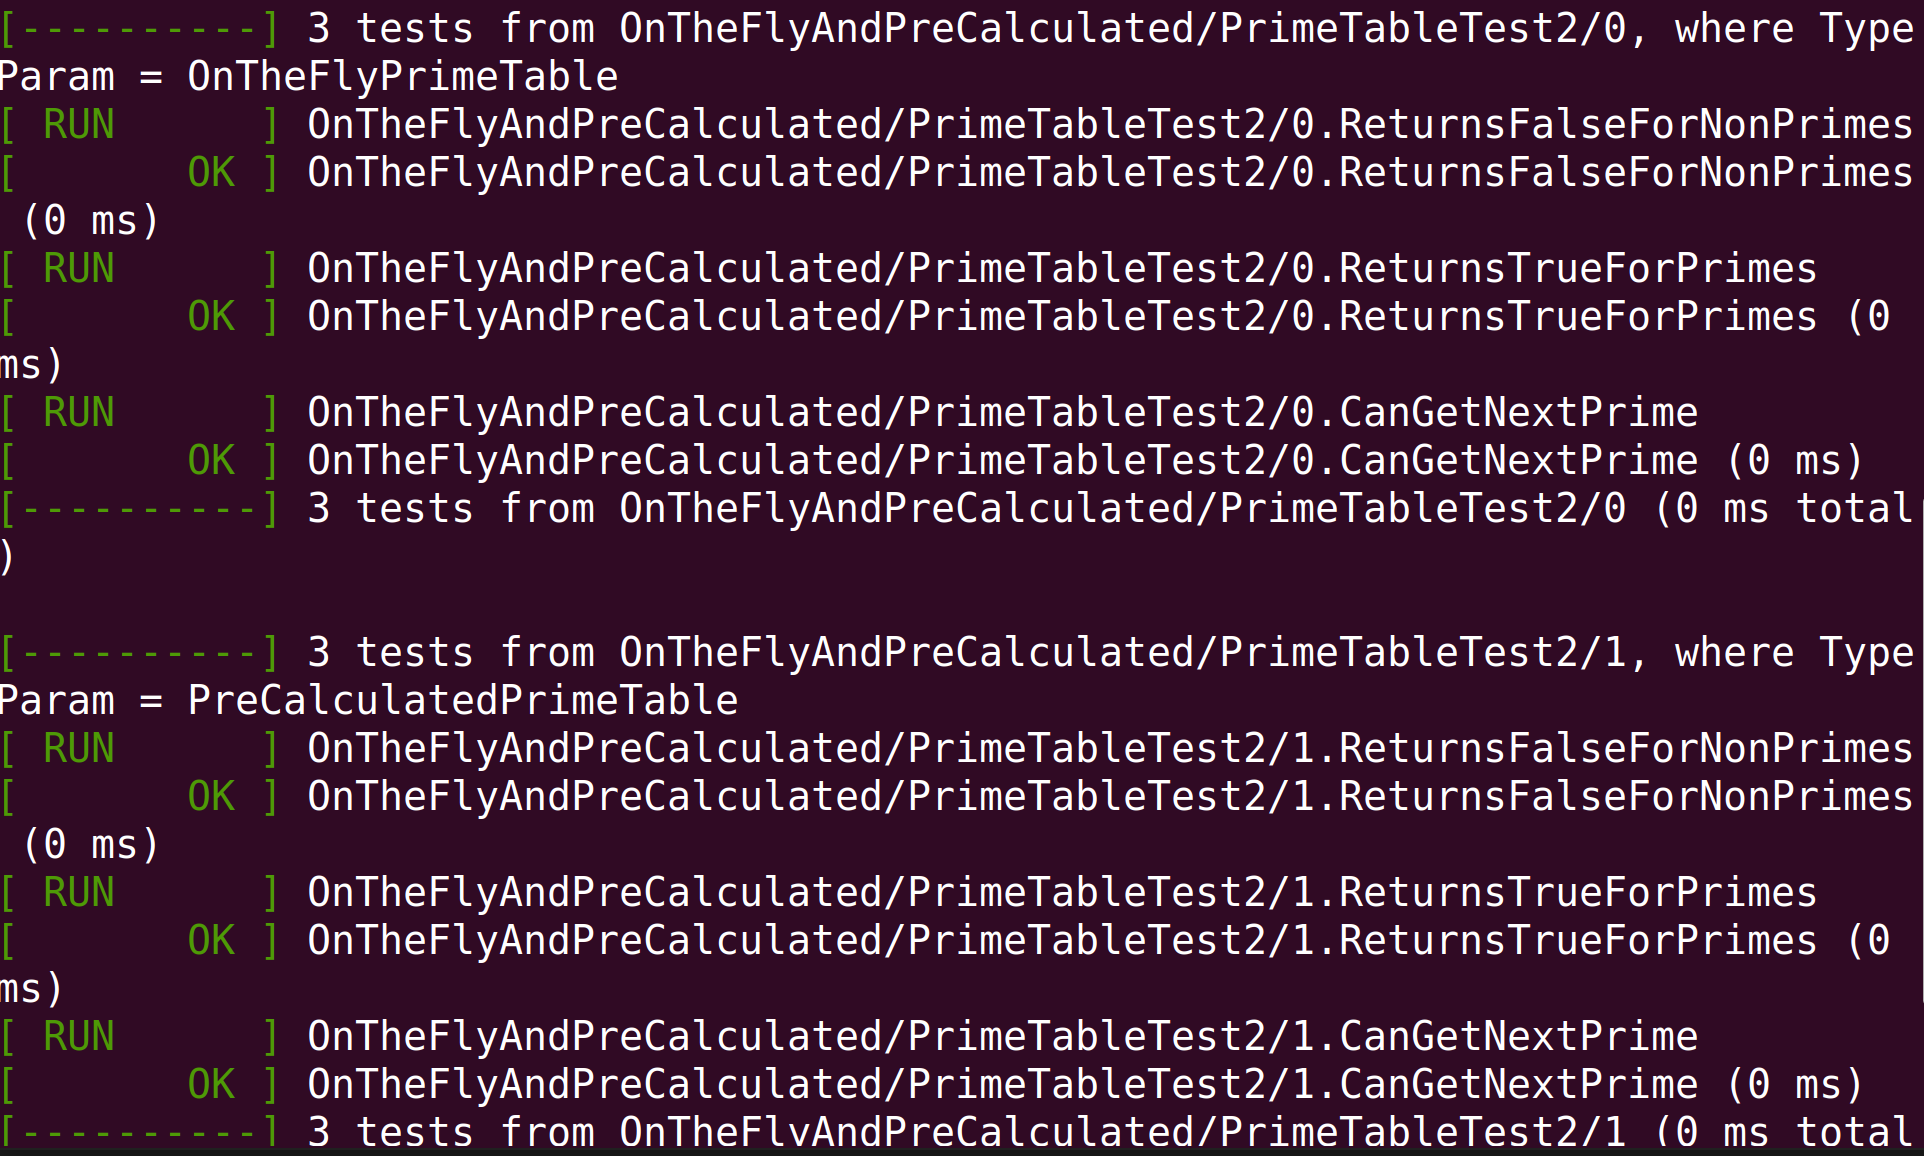 [----------] 3 tests from OnTheFlyAndPreCalculated/PrimeTableTest2/0, where Type
Param = OnTheFlyPrimeTable
[ RUN      ] OnTheFlyAndPreCalculated/PrimeTableTest2/0.ReturnsFalseForNonPrimes
[       OK ] OnTheFlyAndPreCalculated/PrimeTableTest2/0.ReturnsFalseForNonPrimes
 (0 ms)
[ RUN      ] OnTheFlyAndPreCalculated/PrimeTableTest2/0.ReturnsTrueForPrimes
[       OK ] OnTheFlyAndPreCalculated/PrimeTableTest2/0.ReturnsTrueForPrimes (0
ms)
[ RUN      ] OnTheFlyAndPreCalculated/PrimeTableTest2/0.CanGetNextPrime
[       OK ] OnTheFlyAndPreCalculated/PrimeTableTest2/0.CanGetNextPrime (0 ms)
[----------] 3 tests from OnTheFlyAndPreCalculated/PrimeTableTest2/0 (0 ms total
)
[----------] 3 tests from OnTheFlyAndPreCalculated/PrimeTableTest2/1, where Type
Param = PreCalculatedPrimeTable
[ RUN      ] OnTheFlyAndPreCalculated/PrimeTableTest2/1.ReturnsFalseForNonPrimes
[       OK ] OnTheFlyAndPreCalculated/PrimeTableTest2/1.ReturnsFalseForNonPrimes
 (0 ms)
[ RUN      ] OnTheFlyAndPreCalculated/PrimeTableTest2/1.ReturnsTrueForPrimes
[       OK ] OnTheFlyAndPreCalculated/PrimeTableTest2/1.ReturnsTrueForPrimes (0
ms)
[ RUN      ] OnTheFlyAndPreCalculated/PrimeTableTest2/1.CanGetNextPrime
[       OK ] OnTheFlyAndPreCalculated/PrimeTableTest2/1.CanGetNextPrime (0 ms)
[----------] 3 tests from OnTheFlyAndPreCalculated/PrimeTableTest2/1 (0 ms total